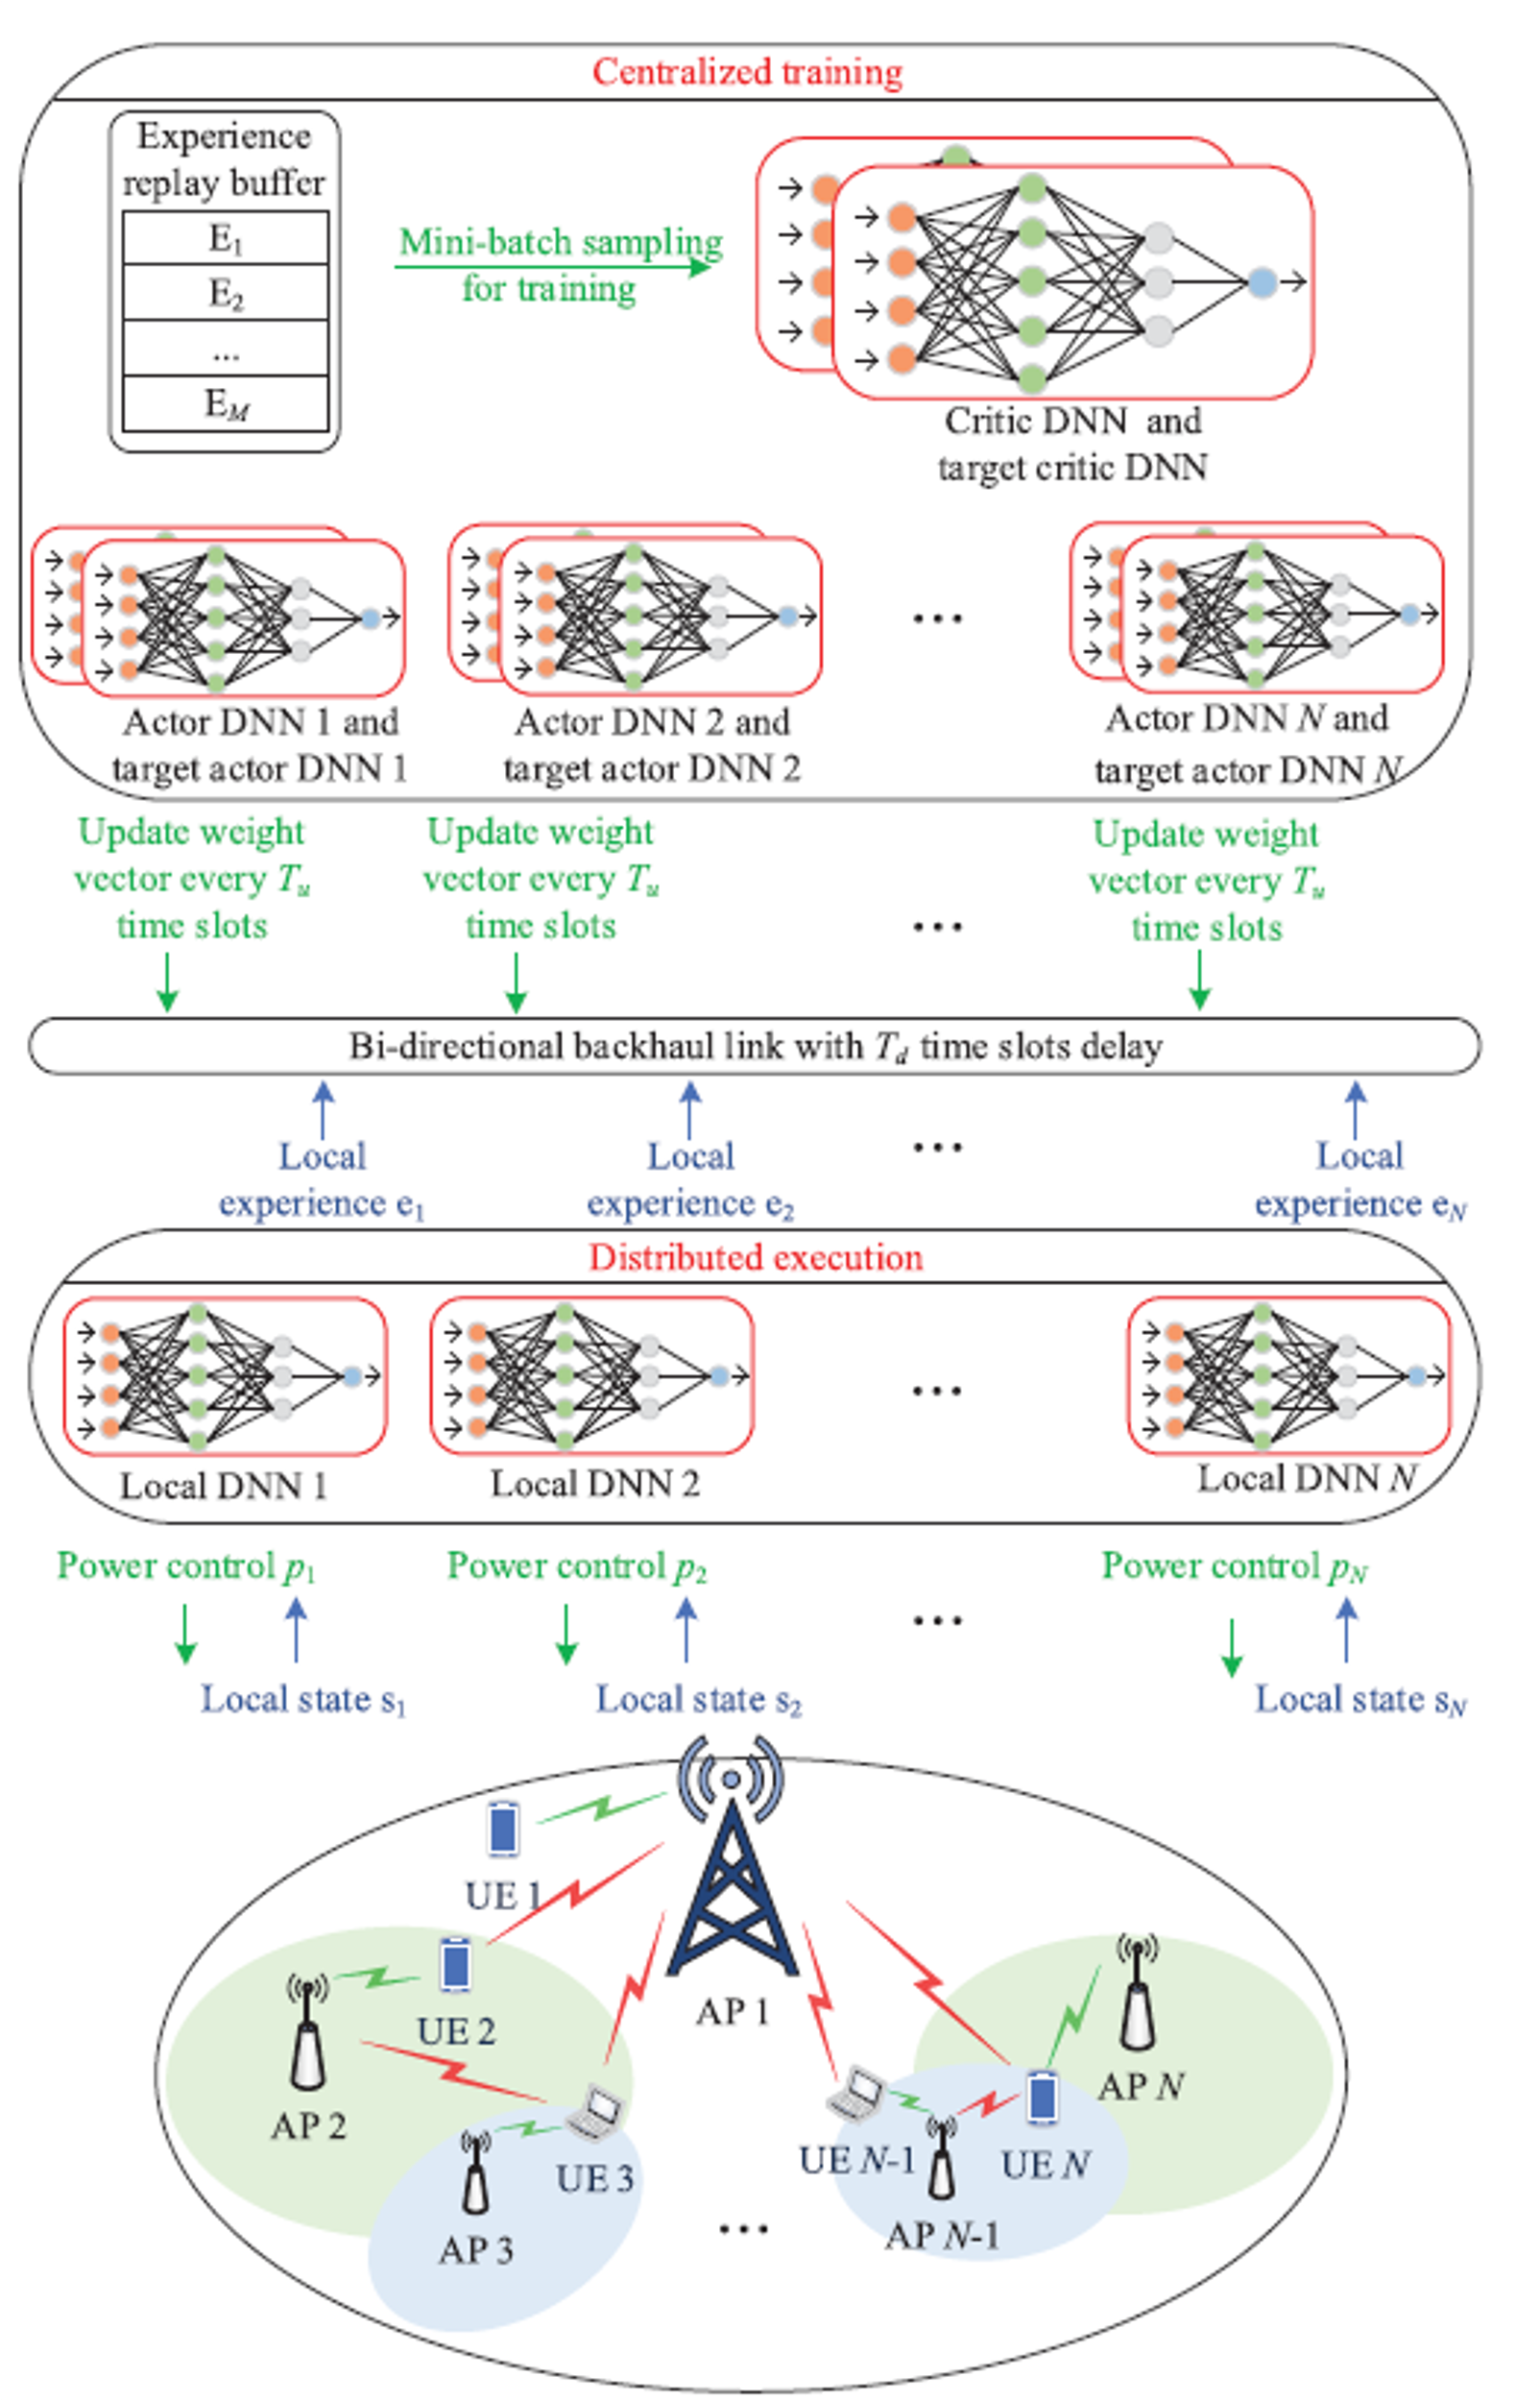 Centralized training
Experience
replay buffer
E1
E2
...
EM
Mini-batch sampling
for training
Critic DNN and
target critic DNN
...
Actor DNN 1 and
target actor DNN 1
Actor DNN 2 and
target actor DNN 2
Actor DNN N and
target actor DNN N
Update weight
vector every Tu
time slots
Update weight
vector every Tu
time slots
...
Update weight
vector every Tu
time slots
Bi-directional backhaul link with Td time slots delay
Local
experience e1
Local
experience e2
...
Local
experience eN
Distributed execution
...
Local DNN 1
Local DNN 2
Local DNN N
Power control p1
Power control p2
Power control pN
...
Local state s1
Local state s2
Local state sN
UE 1
AP 1
UE 2
AP 2
UE 3
AP 3
...
UE N-1
AP N-1
UE N
AP N